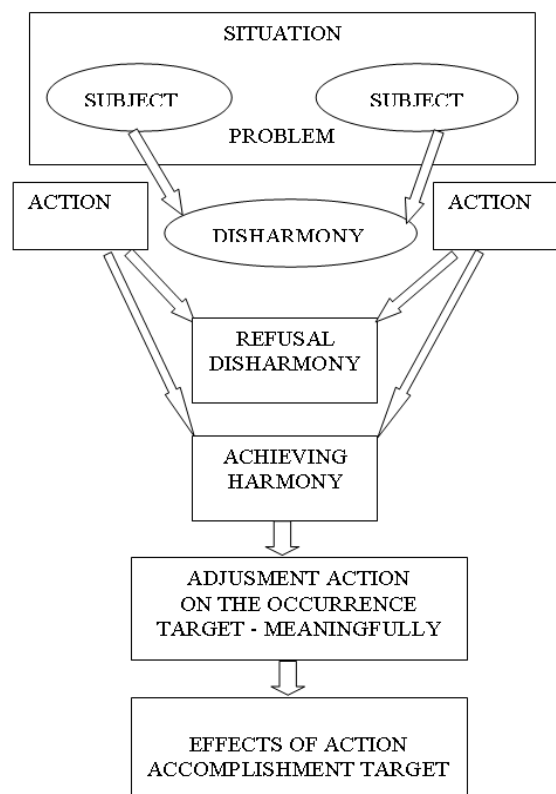 SITUATION
SUBJECT
SUBJECT
PROBLEM
ACTION
ACTION
DISHARMONY
REFUSAL
DISHARMONY
ACHIEVING
HARMONY
ADJUSMENT ACTION
ON THE OCCURRENCE
TARGET - MEANINGFULLY
EFFECTS OF ACTION
ACCOMPLISHMENT TARGET